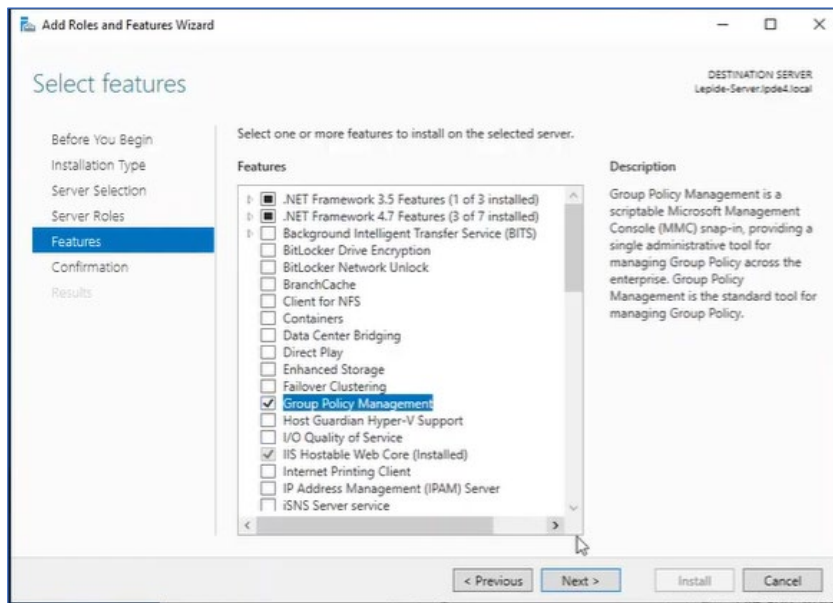 Add Roles and Features Wizard
Select features
DESTINATION SERVER
Lepide-Server.lpde4.local
Before You Begin
Installation Type
Server Selection
Server Roles
Features
Confirmation
Results
Select one or more features to install on the selected server.
Features
.NET Framework 3.5 Features (1 of 3 installed)
.NET Framework 4.7 Features (3 of 7 installed)
Background Intelligent Transfer Service (BITS)
BitLocker Drive Encryption
BitLocker Network Unlock
BranchCache
Client for NFS
Containers
Data Center Bridging
Direct Play
Enhanced Storage
Failover Clustering
Group Policy Management
Host Guardian Hyper-V Support
I/O Quality of Service
IIS Hostable Web Core (Installed)
Internet Printing Client
IP Address Management (IPAM) Server
iSNS Server service
Description
Group Policy Management is a
scriptable Microsoft Management
Console (MMC) snap-in, providing a
single administrative tool for
managing Group Policy across the
enterprise. Group Policy
Management is the standard tool for
managing Group Policy.
< Previous
Next >
Install
Cancel